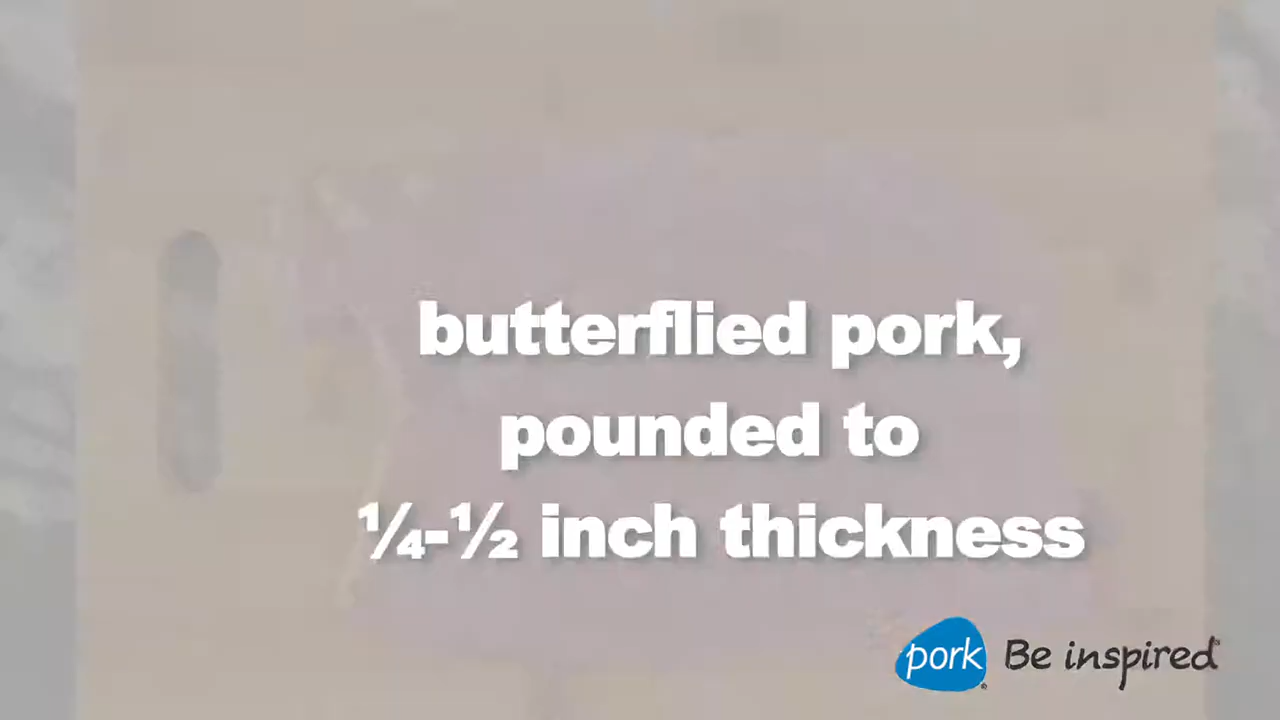 butterflied pork,
pounded to
¼-½ inch thickness
pork® Be inspired